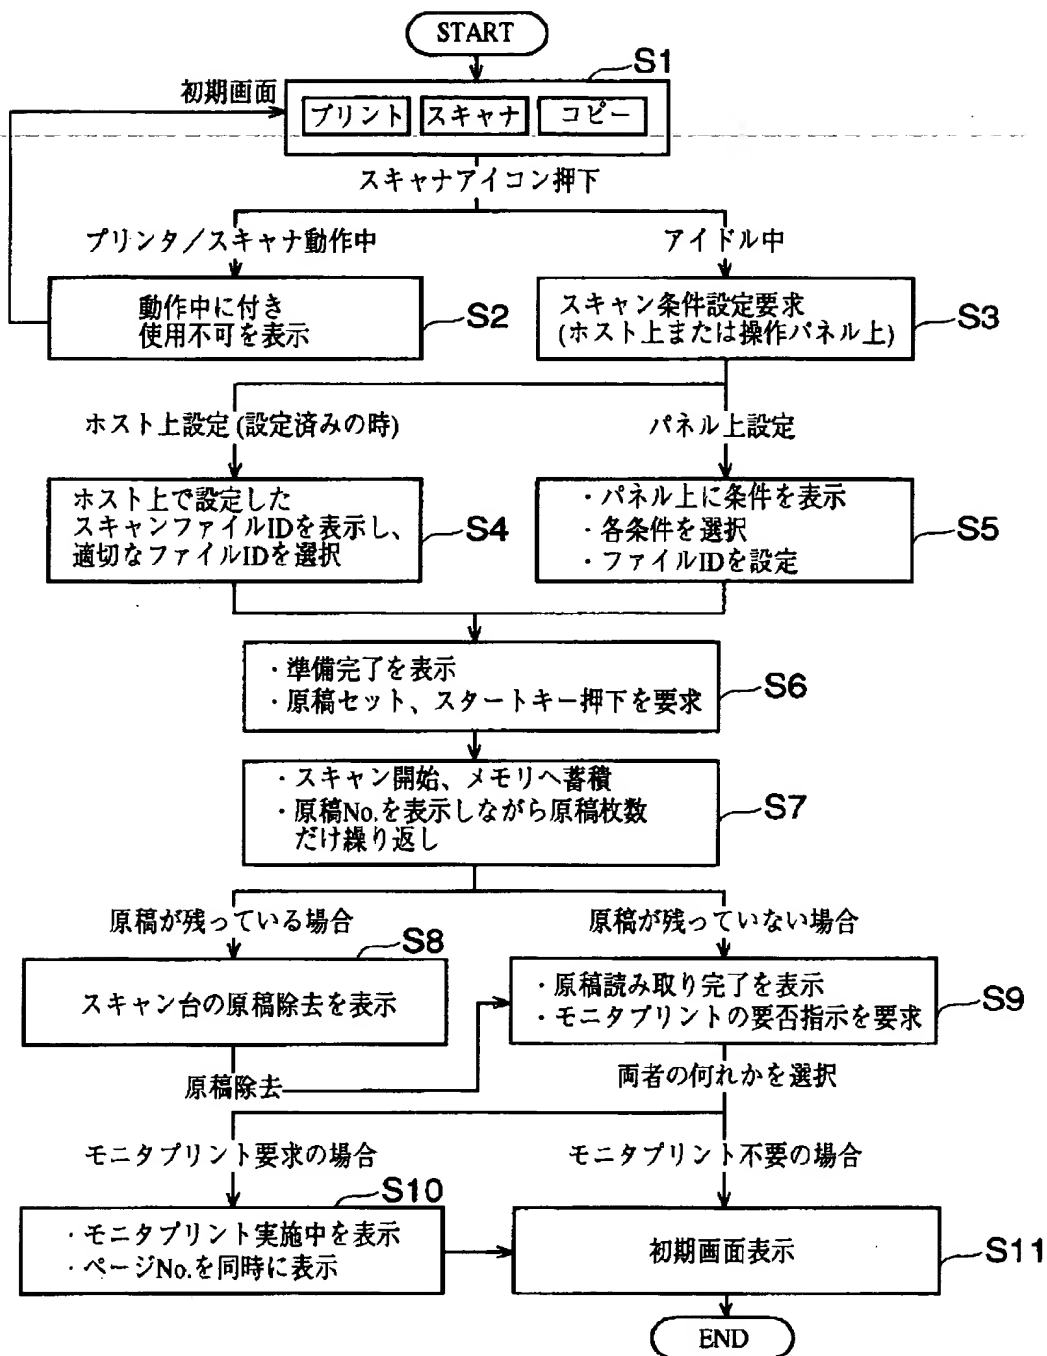 START
S1
初期画面
プリント スキャナ コピー
スキャナアイコン押下
プリンタ／スキャナ動作中
アイドル中
動作中に付き
使用不可を表示
S2
スキャン条件設定要求
(ホスト上または操作パネル上)
S3
ホスト上設定 (設定済みの時)
パネル上設定
ホスト上で設定した
スキャンファイルIDを表示し、
適切なファイルIDを選択
S4
・パネル上に条件を表示
・各条件を選択
・ファイルIDを設定
S5
・準備完了を表示
・原稿セット、スタートキー押下を要求
S6
・スキャン開始、メモリへ蓄積
・原稿No.を表示しながら原稿枚数
だけ繰り返し
S7
原稿が残っている場合
原稿が残っていない場合
S8
スキャン台の原稿除去を表示
・原稿読み取り完了を表示
・モニタプリントの要否指示を要求
S9
原稿除去
両者の何れかを選択
モニタプリント要求の場合
モニタプリント不要の場合
S10
・モニタプリント実施中を表示
・ページNo.を同時に表示
初期画面表示
S11
END